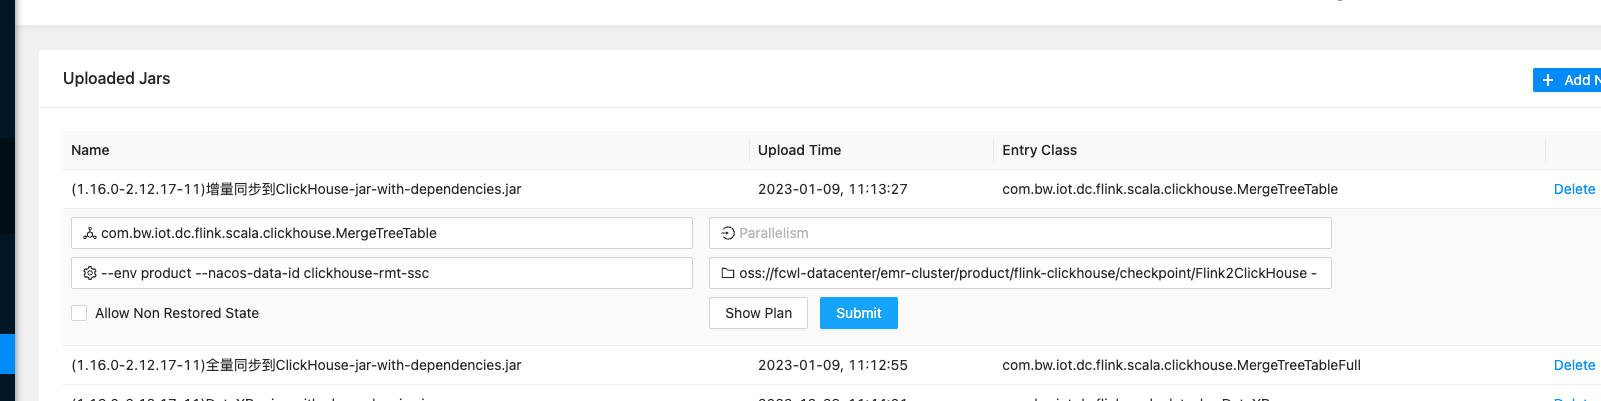 Uploaded Jars
Add N
Name Upload Time Entry Class
(1.16.0-2.12.17-11)增量同步到ClickHouse-jar-with-dependencies.jar 2023-01-09, 11:13:27 com.bw.iot.dc.flink.scala.clickhouse.MergeTreeTable Delete
com.bw.iot.dc.flink.scala.clickhouse.MergeTreeTable Parallelism
--env product --nacos-data-id clickhouse-rmt-ssc oss://fcwl-datacenter/emr-cluster/product/flink-clickhouse/checkpoint/Flink2ClickHouse -
Allow Non Restored State Show Plan Submit
(1.16.0-2.12.17-11)全量同步到ClickHouse-jar-with-dependencies.jar 2023-01-09, 11:12:55 com.bw.iot.dc.flink.scala.clickhouse.MergeTreeTableFull Delete